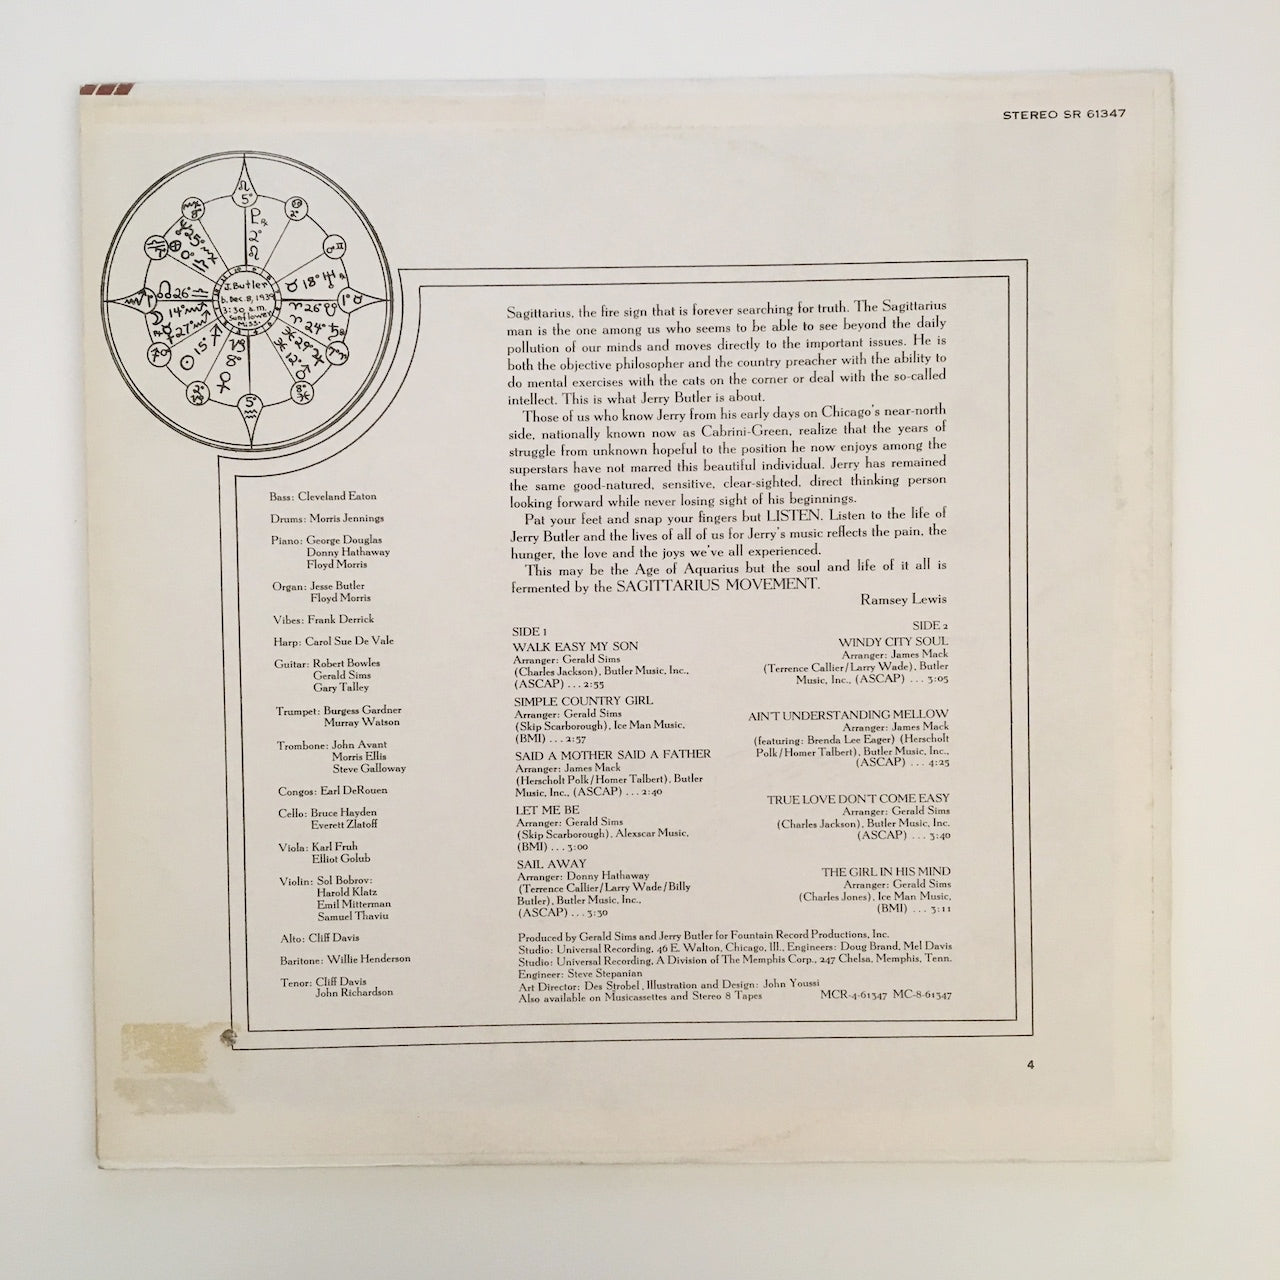 STEREO SR 61347
J. Butler
b. Dec. 8, 1939
3:30 a.m.
Sunflower
Miss.
Sagittarius, the fire sign that is forever searching for truth. The Sagittarius
man is the one among us who seems to be able to see beyond the daily
pollution of our minds and moves directly to the important issues. He is
both the objective philosopher and the country preacher with the ability to
do mental exercises with the cats on the corner or deal with the so-called
intellect. This is what Jerry Butler is about.
Those of us who know Jerry from his early days on Chicago's near-north
side, nationally known now as Cabrini-Green, realize that the years of
struggle from unknown hopeful to the position he now enjoys among the
superstars have not marred this beautiful individual. Jerry has remained
the same good-natured, sensitive, clear-sighted, direct thinking person
looking forward while never losing sight of his beginnings.
Pat your feet and snap your fingers but LISTEN. Listen to the life of
Jerry Butler and the lives of all of us for Jerry's music reflects the pain, the
hunger, the love and the joys we've all experienced.
This may be the Age of Aquarius but the soul and life of it all is
fermented by the SAGITTARIUS MOVEMENT.
Ramsey Lewis
Bass: Cleveland Eaton
Drums: Morris Jennings
Piano: George Douglas
Donny Hathaway
Floyd Morris
Organ: Jesse Butler
Floyd Morris
Vibes: Frank Derrick
Harp: Carol Sue De Vale
Guitar: Robert Bowles
Gerald Sims
Gary Talley
Trumpet: Burgess Gardner
Murray Watson
Trombone: John Avant
Morris Ellis
Steve Galloway
Congos: Earl DeRouen
Cello: Bruce Hayden
Everett Zlatoff
Viola: Karl Fruh
Elliot Golub
Violin: Sol Bobrov:
Harold Klatz
Emil Mitterman
Samuel Thaviu
Alto: Cliff Davis
Baritone: Willie Henderson
Tenor: Cliff Davis
John Richardson
SIDE 1
WALK EASY MY SON
Arranger: Gerald Sims
(Charles Jackson), Butler Music, Inc.,
(ASCAP) ... 2:55
SIMPLE COUNTRY GIRL
Arranger: Gerald Sims
(Skip Scarborough), Ice Man Music,
(BMI) ... 2:57
SAID A MOTHER SAID A FATHER
Arranger: James Mack
(Herscholt Polk/Homer Talbert), Butler
Music, Inc., (ASCAP) ... 2:40
LET ME BE
Arranger: Gerald Sims
(Skip Scarborough), Alexscar Music,
(BMI) ... 3:00
SAIL AWAY
Arranger: Donny Hathaway
(Terrence Callier/Larry Wade/Billy
Butler), Butler Music, Inc.,
(ASCAP) ... 3:30
SIDE 2
WINDY CITY SOUL
Arranger: James Mack
(Terrence Callier/Larry Wade), Butler
Music, Inc., (ASCAP) ... 3:05
AIN'T UNDERSTANDING MELLOW
Arranger: James Mack
(featuring: Brenda Lee Eager) (Herscholt
Polk/Homer Talbert), Butler Music, Inc.,
(ASCAP) ... 4:25
TRUE LOVE DON'T COME EASY
Arranger: Gerald Sims
(Charles Jackson), Butler Music, Inc.
(ASCAP) ... 3:40
THE GIRL IN HIS MIND
Arranger: Gerald Sims
(Charles Jones), Ice Man Music,
(BMI) ... 3:11
Produced by Gerald Sims and Jerry Butler for Fountain Record Productions, Inc.
Studio: Universal Recording, 46 E. Walton, Chicago, Ill., Engineers: Doug Brand, Mel Davis
Studio: Universal Recording, A Division of The Memphis Corp., 247 Chelsa, Memphis, Tenn.
Engineer: Steve Stepanian
Art Director: Des Strobel, Illustration and Design: John Youssi
Also available on Musicassettes and Stereo 8 Tapes MCR-4-61347 MC-8-61347
4